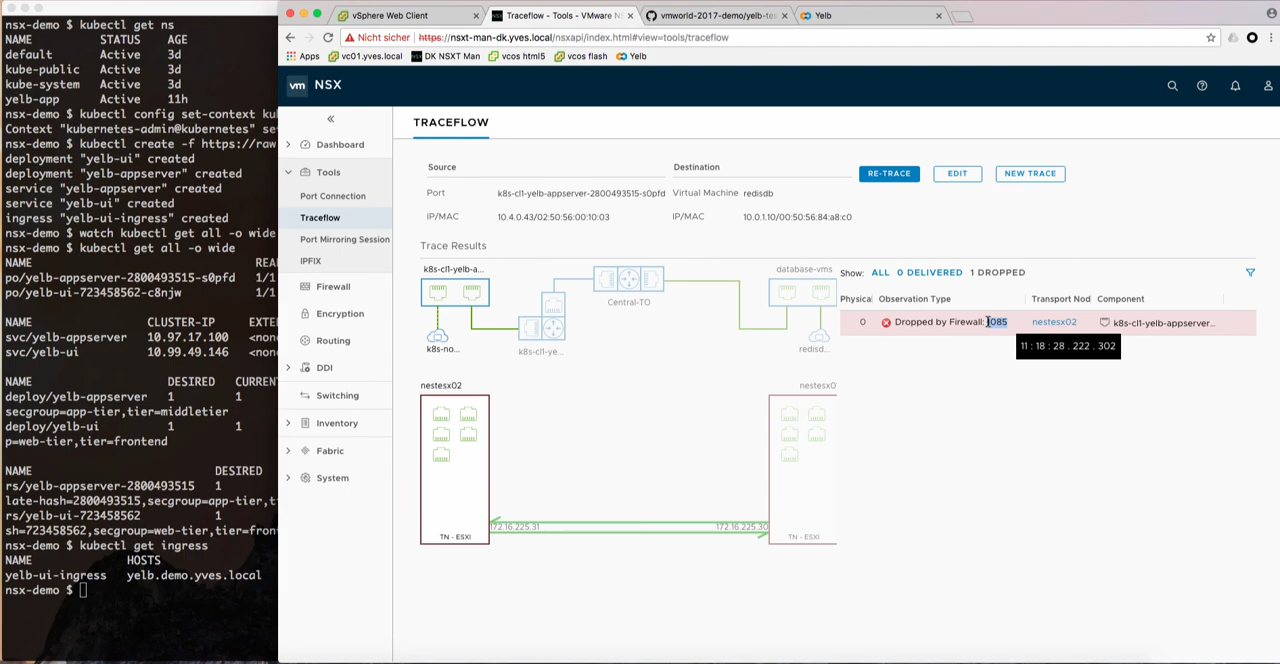 nsx-demo $ kubectl get ns
NAME STATUS AGE
default Active 3d
kube-public Active 3d
kube-system Active 3d
yelb-app Active 11h
nsx-demo $ kubectl config set-context ku
Context "kubernetes-admin@kubernetes" se
nsx-demo $ kubectl create -f https://raw
deployment "yelb-ui" created
deployment "yelb-appserver" created
service "yelb-appserver" created
service "yelb-ui" created
ingress "yelb-ui-ingress" created
nsx-demo $ watch kubectl get all -o wide
nsx-demo $ kubectl get all -o wide
NAME REA
po/yelb-appserver-2800493515-s0pfd 1/1
po/yelb-ui-723458562-c8njw 1/1
NAME CLUSTER-IP EXTE
svc/yelb-appserver 10.97.17.100 <non
svc/yelb-ui 10.99.49.146 <non
NAME DESIRED CURREN
deploy/yelb-appserver 1 1
secgroup=app-tier,tier=middletier
deploy/yelb-ui 1 1
p=web-tier,tier=frontend
NAME DESIRED
rs/yelb-appserver-2800493515 1
late-hash=2800493515,secgroup=app-tier,t
rs/yelb-ui-723458562 1
sh=723458562,secgroup=web-tier,tier=fron
nsx-demo $ kubectl get ingress
NAME HOSTS
yelb-ui-ingress yelb.demo.yves.local
nsx-demo $
vSphere Web Client
Traceflow - Tools - VMware N
vmworld-2017-demo/yelb-te
Yelb
Nicht sicher https://nsxt-man-dk.yves.local/nsxapi/index.html#view=tools/traceflow
Apps vc01.yves.local DK NSXT Man vcos html5 vcos flash Yelb
vm NSX
Dashboard
Tools
Port Connection
Traceflow
Port Mirroring Session
IPFIX
Firewall
Encryption
Routing
DDI
Switching
Inventory
Fabric
System
TRACEFLOW
Source Destination
RE-TRACE EDIT NEW TRACE
Port k8s-cl1-yelb-appserver-2800493515-s0pfd Virtual Machine redisdb
IP/MAC 10.4.0.43/02:50:56:00:10:03 IP/MAC 10.0.1.10/00:50:56:84:a8:c0
Trace Results
k8s-cl1-yelb-a...
database-vms
Central-TO
k8s-no...
k8s-cl1-ye...
redisd...
nestesx02
nestesx0
172.16.225.31
172.16.225.30
TN - ESXI
TN - ESXI
Show: ALL 0 DELIVERED 1 DROPPED
Physical Observation Type Transport Nod Component
0 Dropped by Firewall: 1085 nestesx02 k8s-cl1-yelb-appserver...
11 : 18 : 28 . 222 . 302